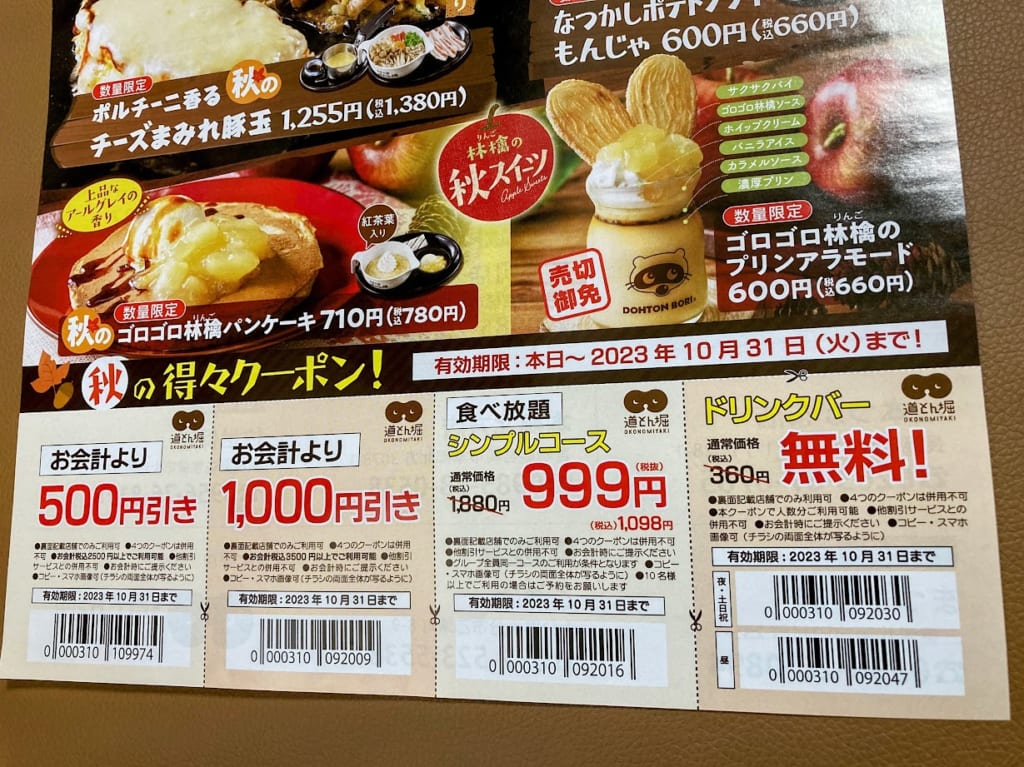 なつかしポテトソ
もんじゃ 600円(税込660円)
数量限定
ポルチーニ香る 秋の
チーズまみれ豚玉 1,255円(税込1,380円)
りんご
林檎の
秋スイーツ
Apple Sweets
サクサクパイ
ゴロゴロ林檎ソース
ホイップクリーム
バニラアイス
カラメルソース
濃厚プリン
上品な
アールグレイの
香り
紅茶葉
入り
数量限定
りんご
ゴロゴロ林檎の
プリンアラモード
600円(税込660円)
売切
御免
DOHTON BORI
数量限定
りんご
秋の ゴロゴロ林檎パンケーキ 710円(税込780円)
秋の得々クーポン!
有効期限:本日～2023年10月31日(火)まで!
道とん堀
OKONOMIYAKI
お会計より
500円引き
●裏面記載店舗でのみご利用可 ●4つのクーポンは併用
不可 ●お会計税込2500円以上でご利用可能 ●他割引
サービスとの併用不可 ●お会計時にご提示ください
●コピー・スマホ画像可(チラシの両面全体が写るように)
有効期限:2023年10月31日まで
0 000310 109974
道とん堀
OKONOMIYAKI
お会計より
1,000円引き
●裏面記載店舗でのみご利用可 ●4つのクーポンは併用
不可 ●お会計税込3500円以上でご利用可能 ●他割引
サービスとの併用不可 ●お会計時にご提示ください
●コピー・スマホ画像可(チラシの両面全体が写るように)
有効期限:2023年10月31日まで
0 000310 092009
道とん堀
OKONOMIYAKI
食べ放題
シンプルコース
通常価格
(税込)
1,880円
999円(税抜)
(税込)1,098円
●裏面記載店舗でのみご利用可 ●4つのクーポンは併用不可
●他割引サービスとの併用不可 ●お会計時にご提示ください
●グループ全員同一コースのご利用が条件となります ●コピー
・スマホ画像可(チラシの両面全体が写るように) ●10名様
以上でご利用の場合はご予約をお願いします
有効期限:2023年10月31日まで
0 000310 092016
道とん堀
OKONOMIYAKI
ドリンクバー
通常価格
(税込)
360円
無料!
●裏面記載店舗でのみ利用可 ●4つのクーポンは併用不可
●本クーポンで人数分ご利用可能 ●他割引サービスとの
併用不可 ●お会計時にご提示ください ●コピー・スマホ
画像可(チラシの両面全体が写るように)
有効期限:2023年10月31日まで
夜・土日祝
0 000310 092030
昼
0 000310 092047